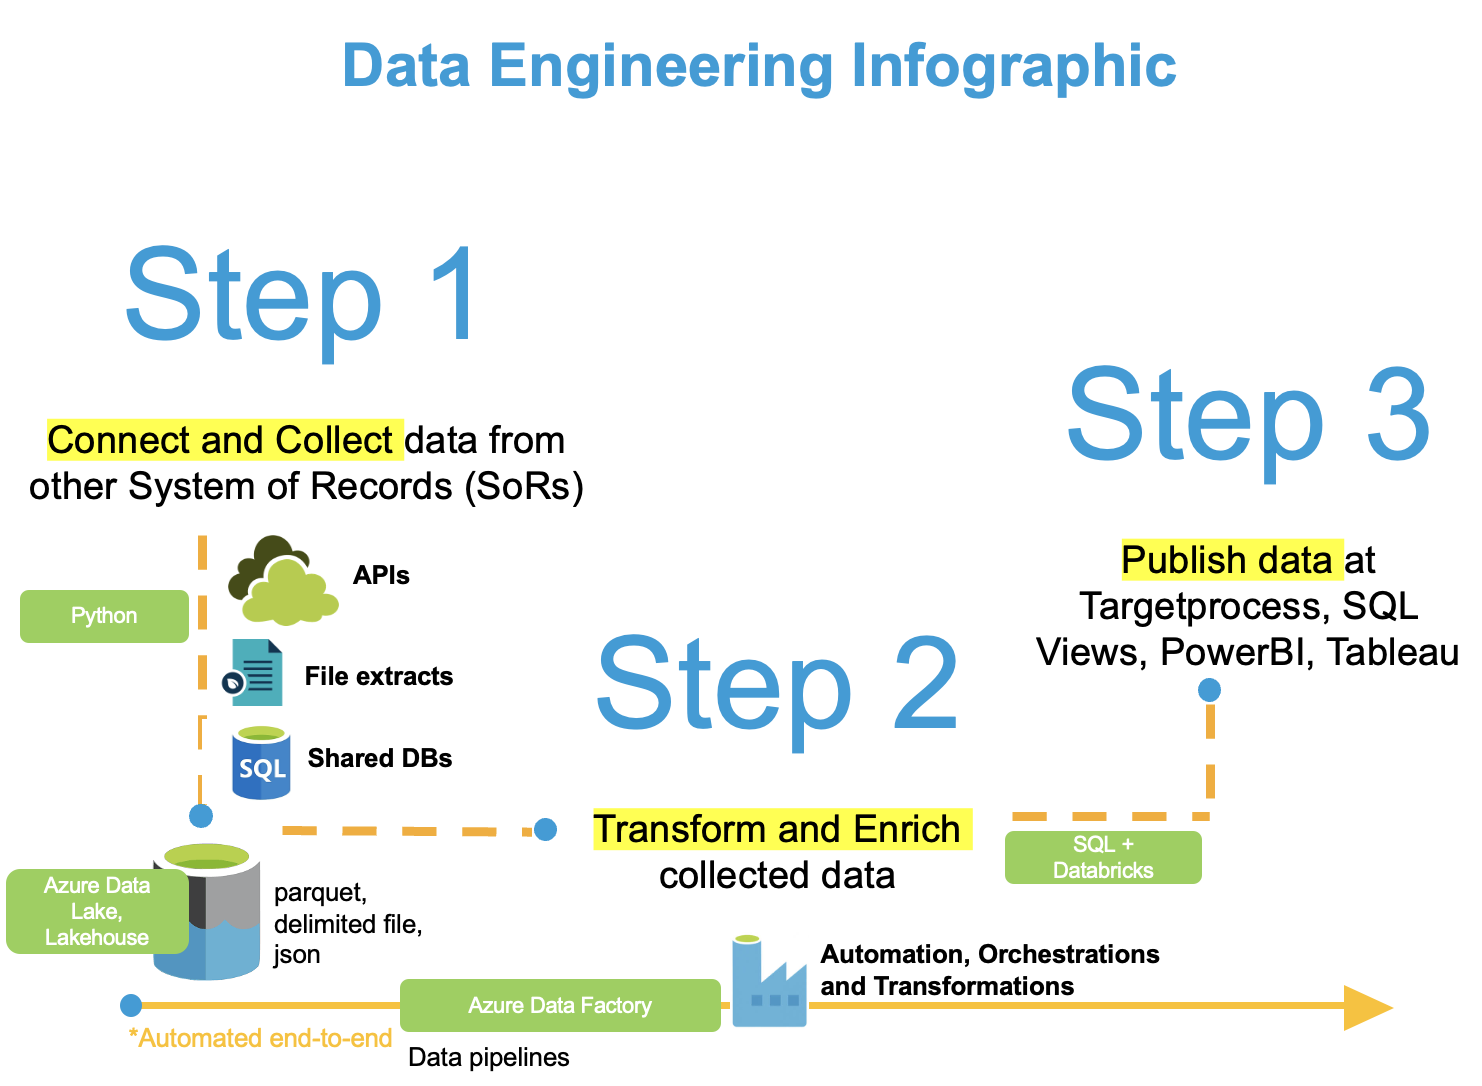 Data Engineering Infographic
Step 1
Connect and Collect data from
other System of Records (SoRs)
Python
APIs
File extracts
SQL
Shared DBs
Azure Data
Lake,
Lakehouse
parquet,
delimited file,
json
Step 2
Transform and Enrich
collected data
Step 3
Publish data at
Targetprocess, SQL
Views, PowerBI, Tableau
SQL +
Databricks
Automation, Orchestrations
and Transformations
Azure Data Factory
*Automated end-to-end
Data pipelines